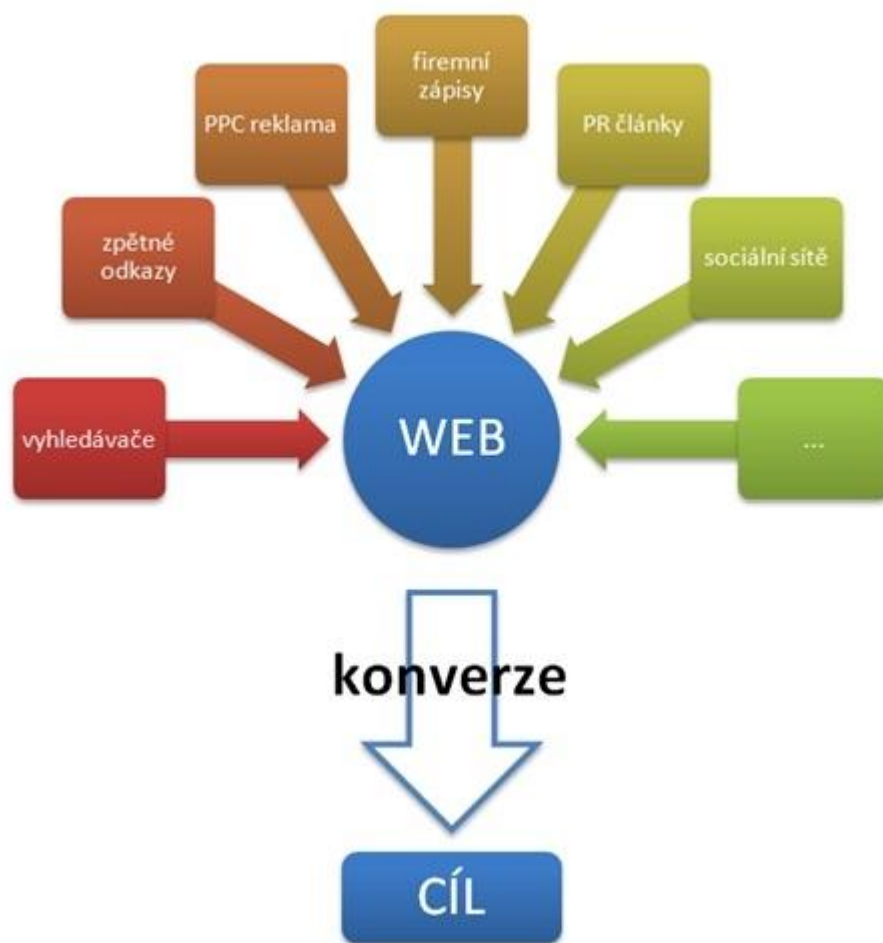 firemní
zápisy
PPC reklama
PR články
zpětné
odkazy
sociální sítě
vyhledávače
WEB
...
konverze
CÍL